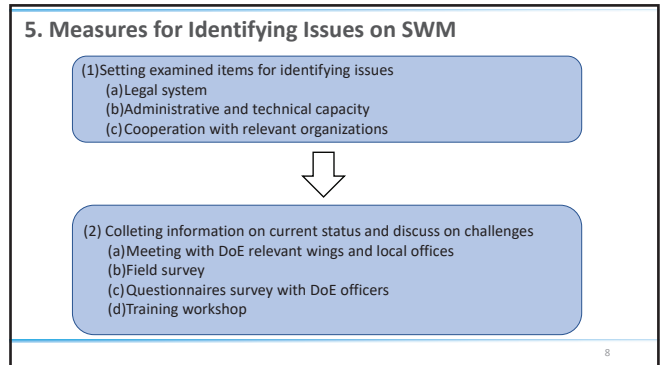 5. Measures for Identifying Issues on SWM
(1)Setting examined items for identifying issues
(a)Legal system
(b)Administrative and technical capacity
(c)Cooperation with relevant organizations
(2) Colleting information on current status and discuss on challenges
(a)Meeting with DoE relevant wings and local offices
(b)Field survey
(c)Questionnaires survey with DoE officers
(d)Training workshop
8